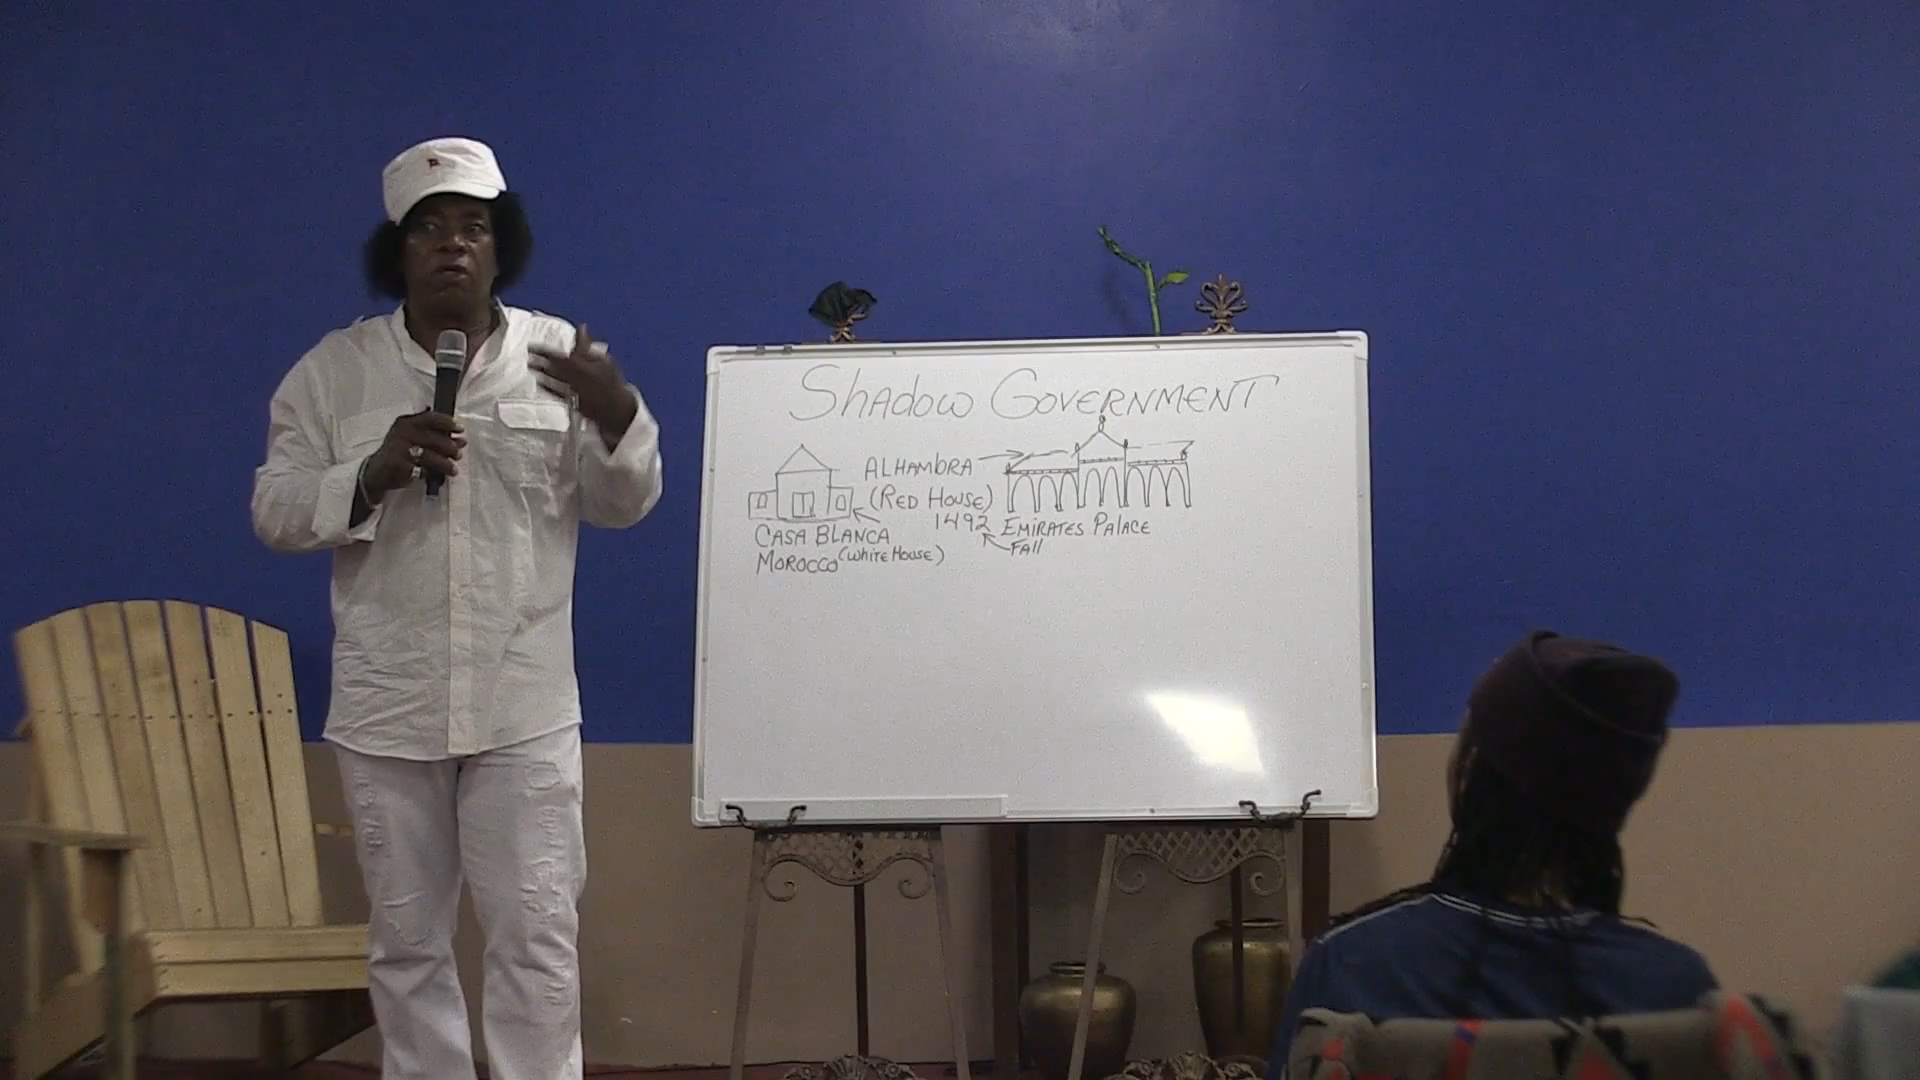 Shadow Government
Alhambra
(Red House)
1492
Fall
Emirates Palace
Casa Blanca
Morocco (White House)